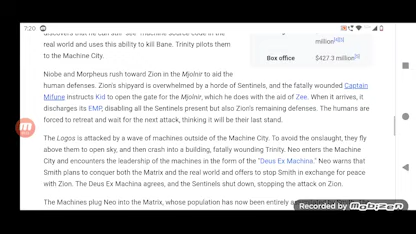 7:20
discovers that he can still "see" Machine source code in the
real world and uses this ability to kill Bane. Trinity pilots them
to the Machine City.
million[4][5]
Box office $427.3 million[5]
Niobe and Morpheus rush toward Zion in the Mjolnir to aid the
human defenses. Zion's shipyard is overwhelmed by a horde of Sentinels, and the fatally wounded Captain
Mifune instructs Kid to open the gate for the Mjolnir, which he does with the aid of Zee. When it arrives, it
discharges its EMP, disabling all the Sentinels present but also Zion's remaining defenses. The humans are
forced to retreat and wait for the next attack, thinking it will be their last stand.
The Logos is attacked by a wave of machines outside of the Machine City. To avoid the onslaught, they fly
above them to open sky, and then crash into a building, fatally wounding Trinity. Neo enters the Machine
City and encounters the leadership of the machines in the form of the "Deus Ex Machina." Neo warns that
Smith plans to conquer both the Matrix and the real world and offers to stop Smith in exchange for peace
with Zion. The Deus Ex Machina agrees, and the Sentinels shut down, stopping the attack on Zion.
The Machines plug Neo into the Matrix, whose population has now been entirely
Recorded by
Mobizen